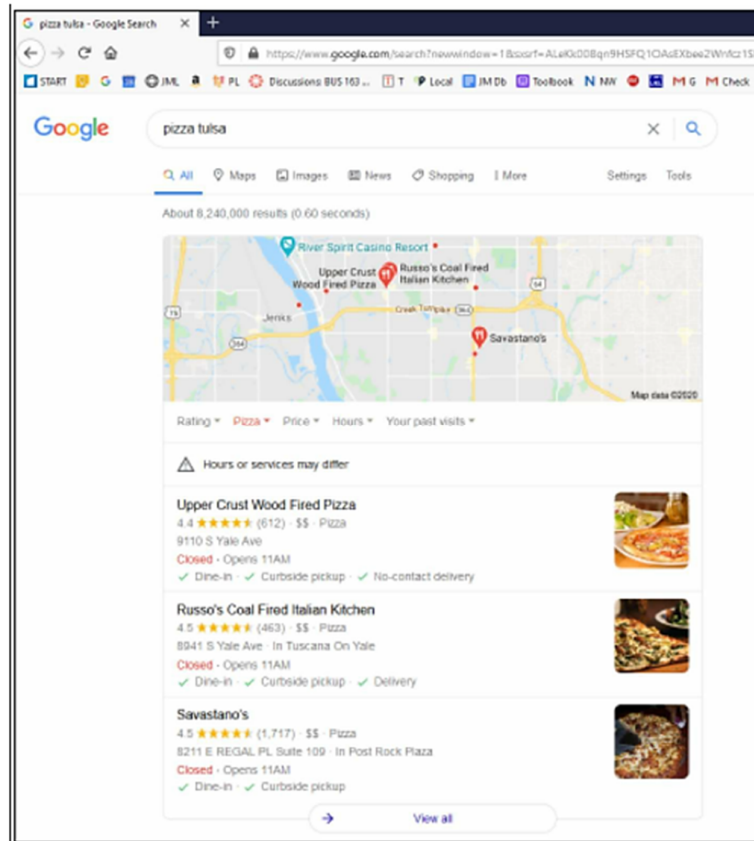 pizza tulsa - Google Search
https://www.google.com/search?newwindow=1&
START G JML a PL Discussions: BUS 163 ... T Local JM Db Toolbook N NW M G M Check
Google
pizza tulsa
All Maps Images News Shopping More Settings Tools
About 8,240,000 results (0.60 seconds)
River Spirit Casino Resort
Upper Crust
Wood Fired Pizza
Russo's Coal Fired
Italian Kitchen
64
75
Jenks
Creek Turnpike
364
364
Savastano's
Map data ©2020
Rating Pizza Price Hours Your past visits
Hours or services may differ
Upper Crust Wood Fired Pizza
4.4 (612) · $$ · Pizza
9110 S Yale Ave
Closed · Opens 11AM
✓ Dine-in · ✓ Curbside pickup · ✓ No-contact delivery
Russo's Coal Fired Italian Kitchen
4.5 (463) · $$ · Pizza
8941 S Yale Ave · In Tuscana On Yale
Closed · Opens 11AM
✓ Dine-in · ✓ Curbside pickup · ✓ Delivery
Savastano's
4.5 (1,717) · $$ · Pizza
8211 E REGAL PL Suite 109 · In Post Rock Plaza
Closed · Opens 11AM
✓ Dine-in · ✓ Curbside pickup
View all